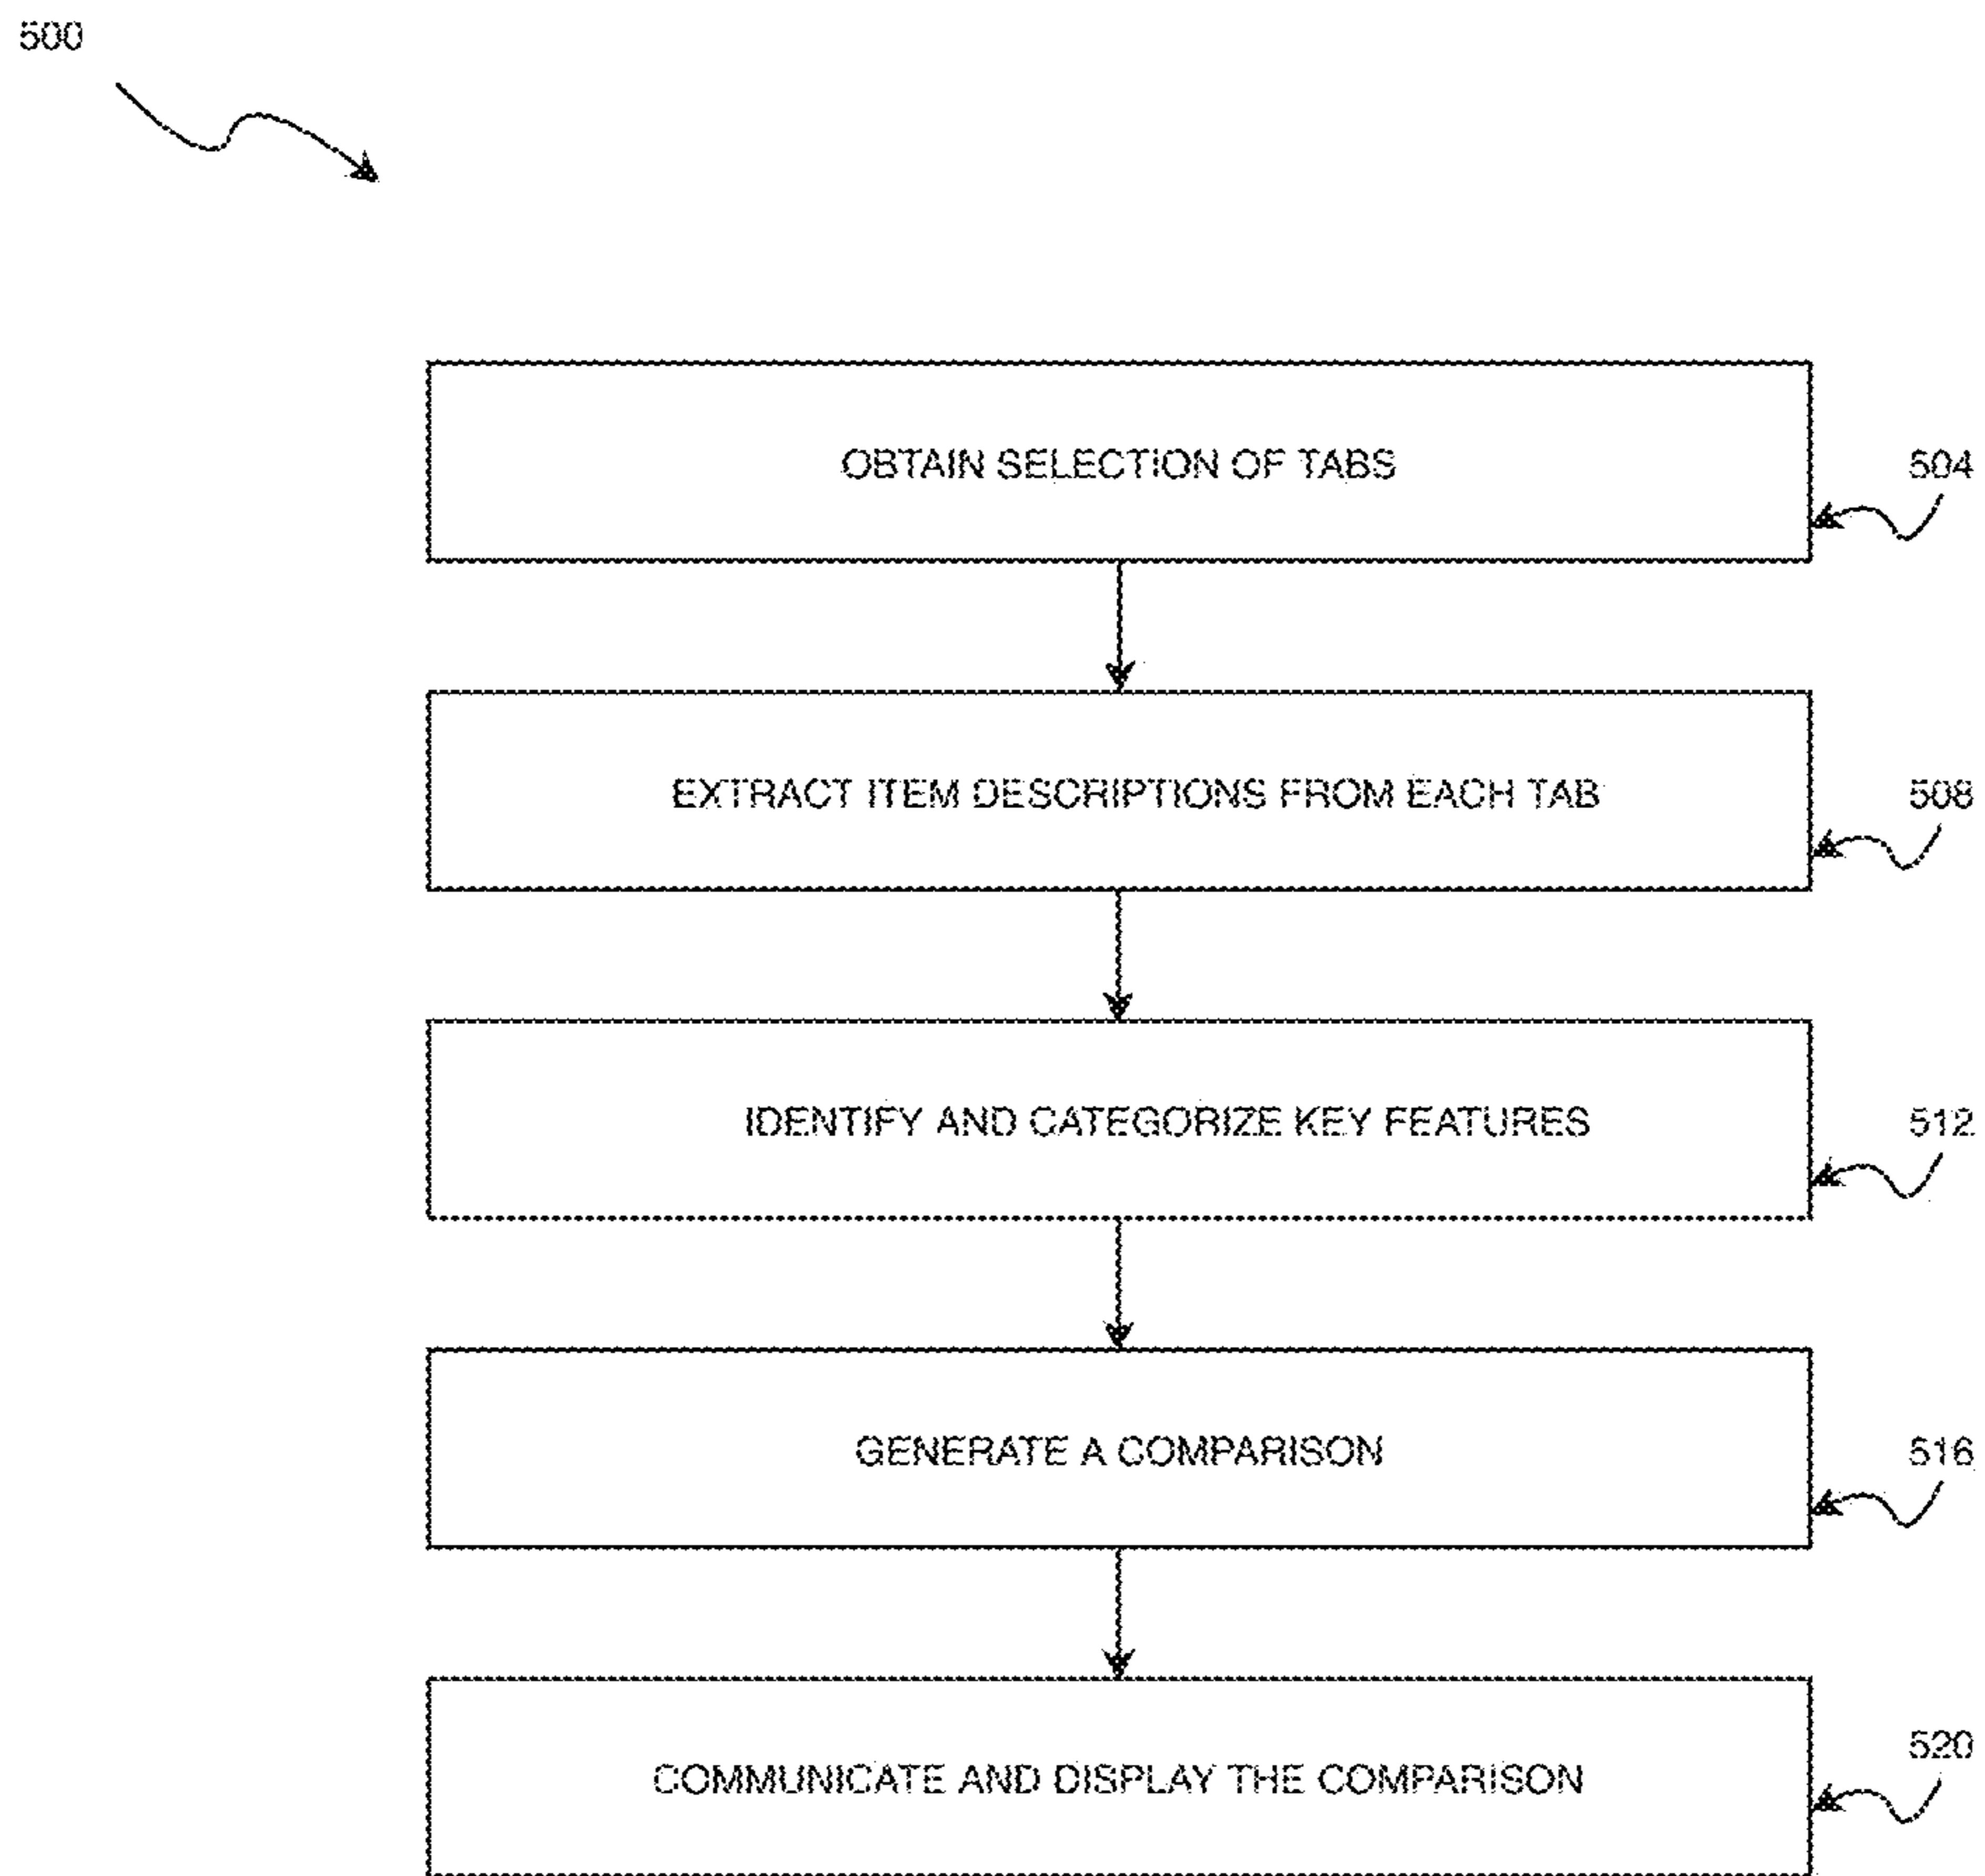 500
OBTAIN SELECTION OF TABS
504
EXTRACT ITEM DESCRIPTIONS FROM EACH TAB
508
IDENTIFY AND CATEGORIZE KEY FEATURES
512
GENERATE A COMPARISON
516
COMMUNICATE AND DISPLAY THE COMPARISON
520